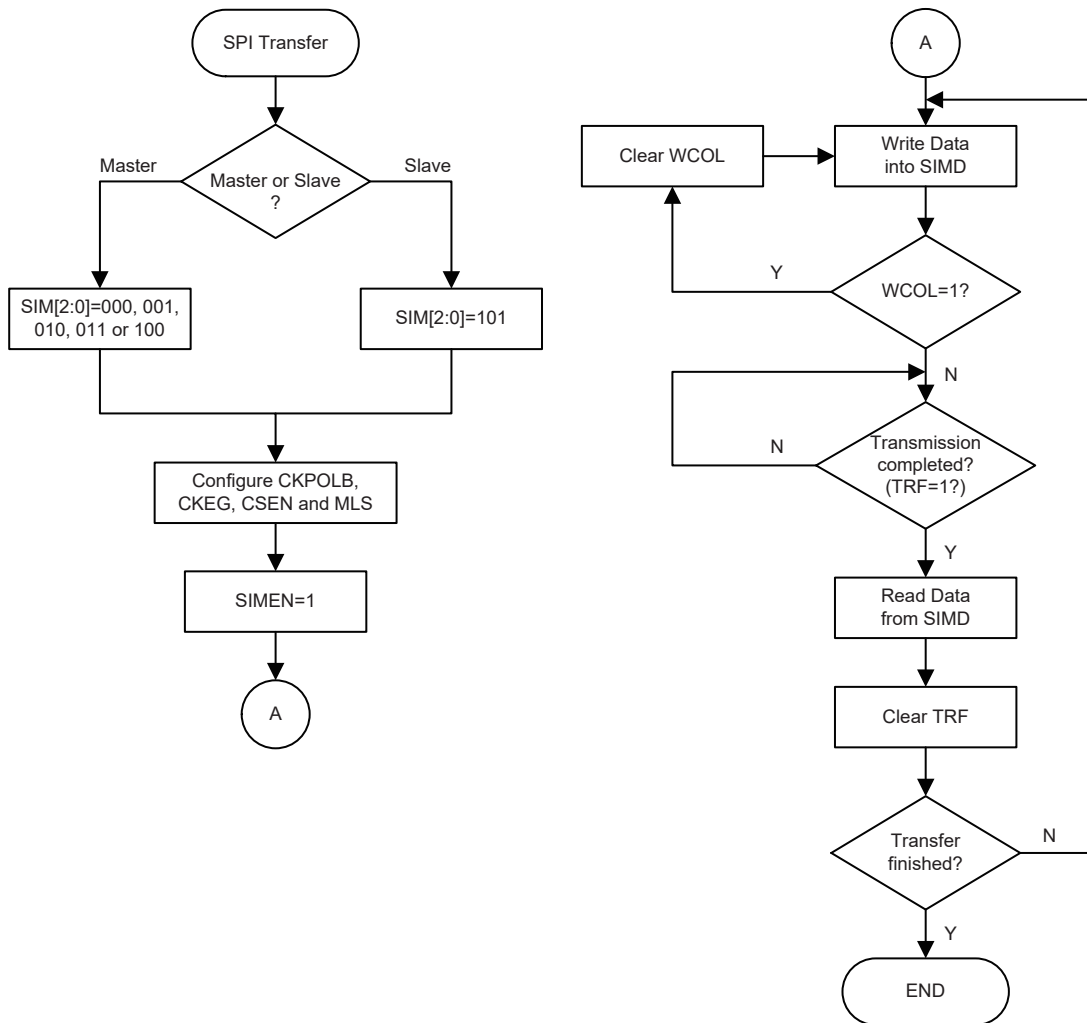 SPI Transfer
Master
Master or Slave
?
Slave
SIM[2:0]=000, 001,
010, 011 or 100
SIM[2:0]=101
Configure CKPOLB,
CKEG, CSEN and MLS
SIMEN=1
A
A
Clear WCOL
Write Data
into SIMD
Y
WCOL=1?
N
N
Transmission
completed?
(TRF=1?)
Y
Read Data
from SIMD
Clear TRF
Transfer
finished?
N
Y
END